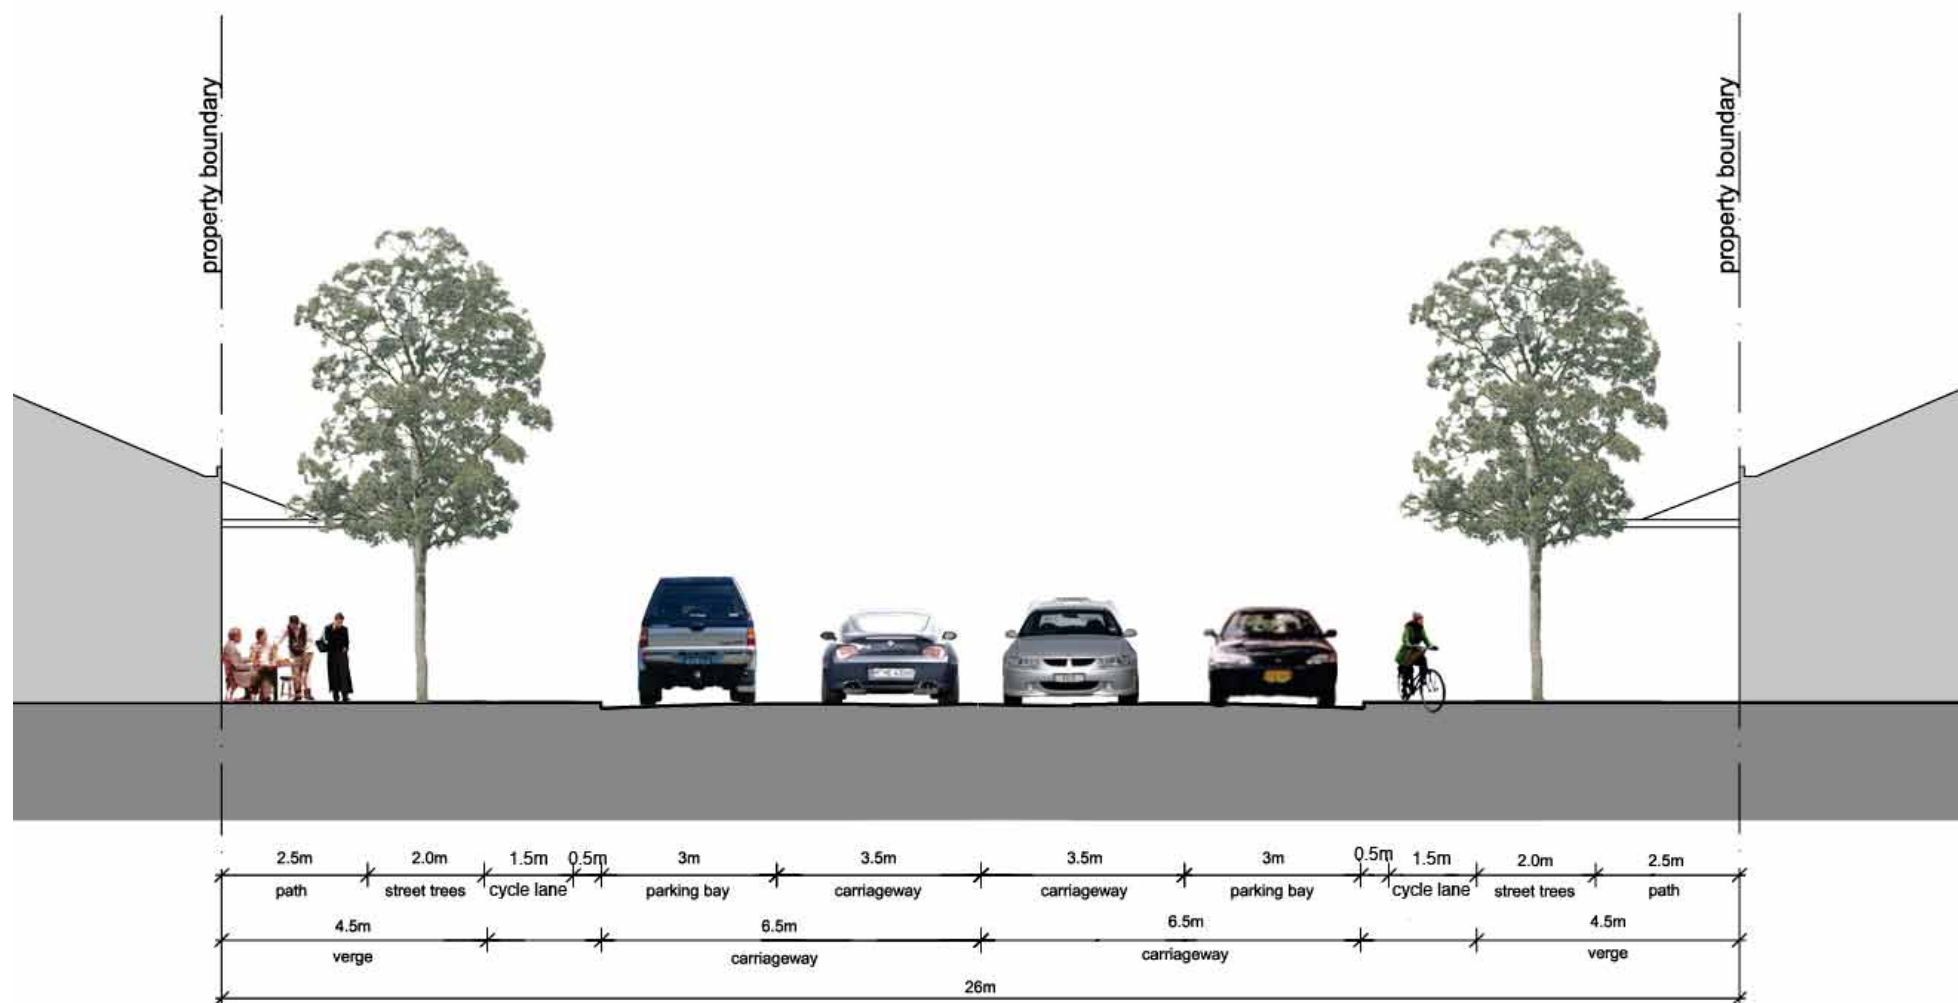 property boundary
property boundary
2.5m 2.0m 1.5m 0.5m 3m 3.5m 3.5m 3m 0.5m 1.5m 2.0m 2.5m
path street trees cycle lane parking bay carriageway carriageway parking bay cycle lane street trees path
4.5m 6.5m 6.5m 4.5m
verge carriageway carriageway verge
26m